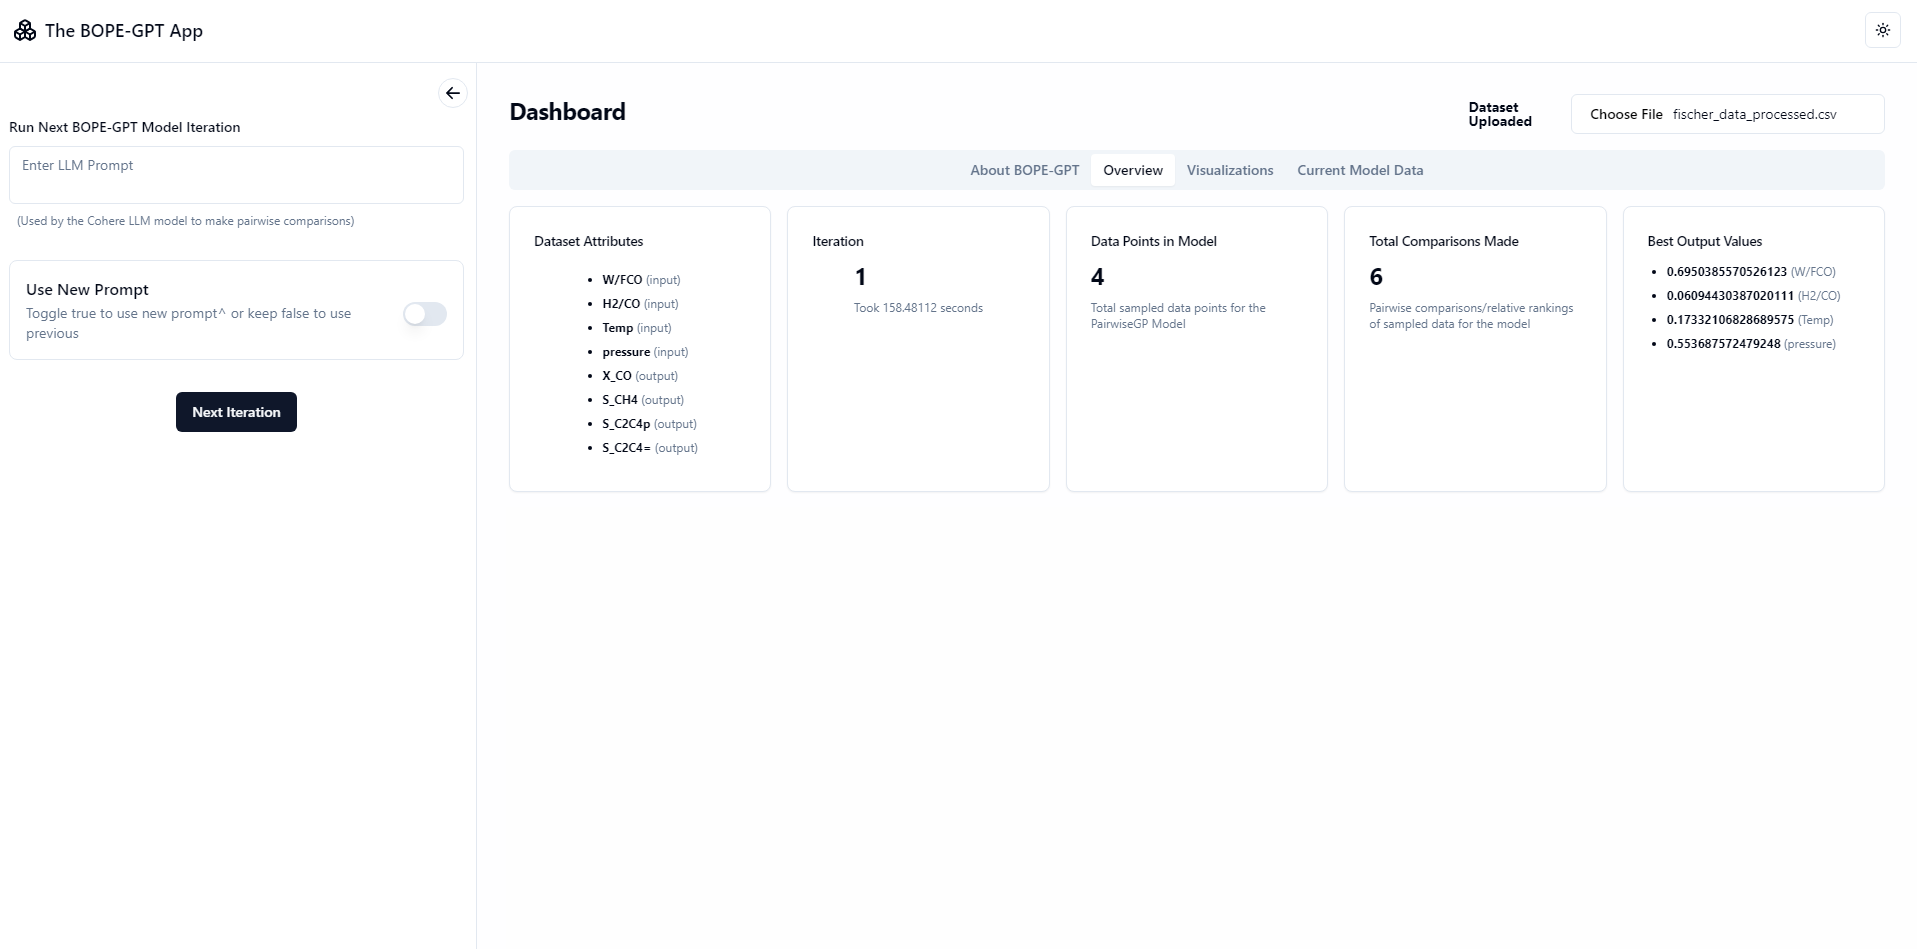 The BOPE-GPT App
Run Next BOPE-GPT Model Iteration
Enter LLM Prompt
(Used by the Cohere LLM model to make pairwise comparisons)
Use New Prompt
Toggle true to use new prompt^ or keep false to use
previous
Next Iteration
Dashboard
Dataset
Uploaded
Choose File fischer_data_processed.csv
About BOPE-GPT Overview Visualizations Current Model Data
Dataset Attributes
• W/FCO (input)
• H2/CO (input)
• Temp (input)
• pressure (input)
• X_CO (output)
• S_CH4 (output)
• S_C2C4p (output)
• S_C2C4= (output)
Iteration
1
Took 158.48112 seconds
Data Points in Model
4
Total sampled data points for the
PairwiseGP Model
Total Comparisons Made
6
Pairwise comparisons/relative rankings
of sampled data for the model
Best Output Values
• 0.6950385570526123 (W/FCO)
• 0.06094430387020111 (H2/CO)
• 0.17332106828689575 (Temp)
• 0.553687572479248 (pressure)